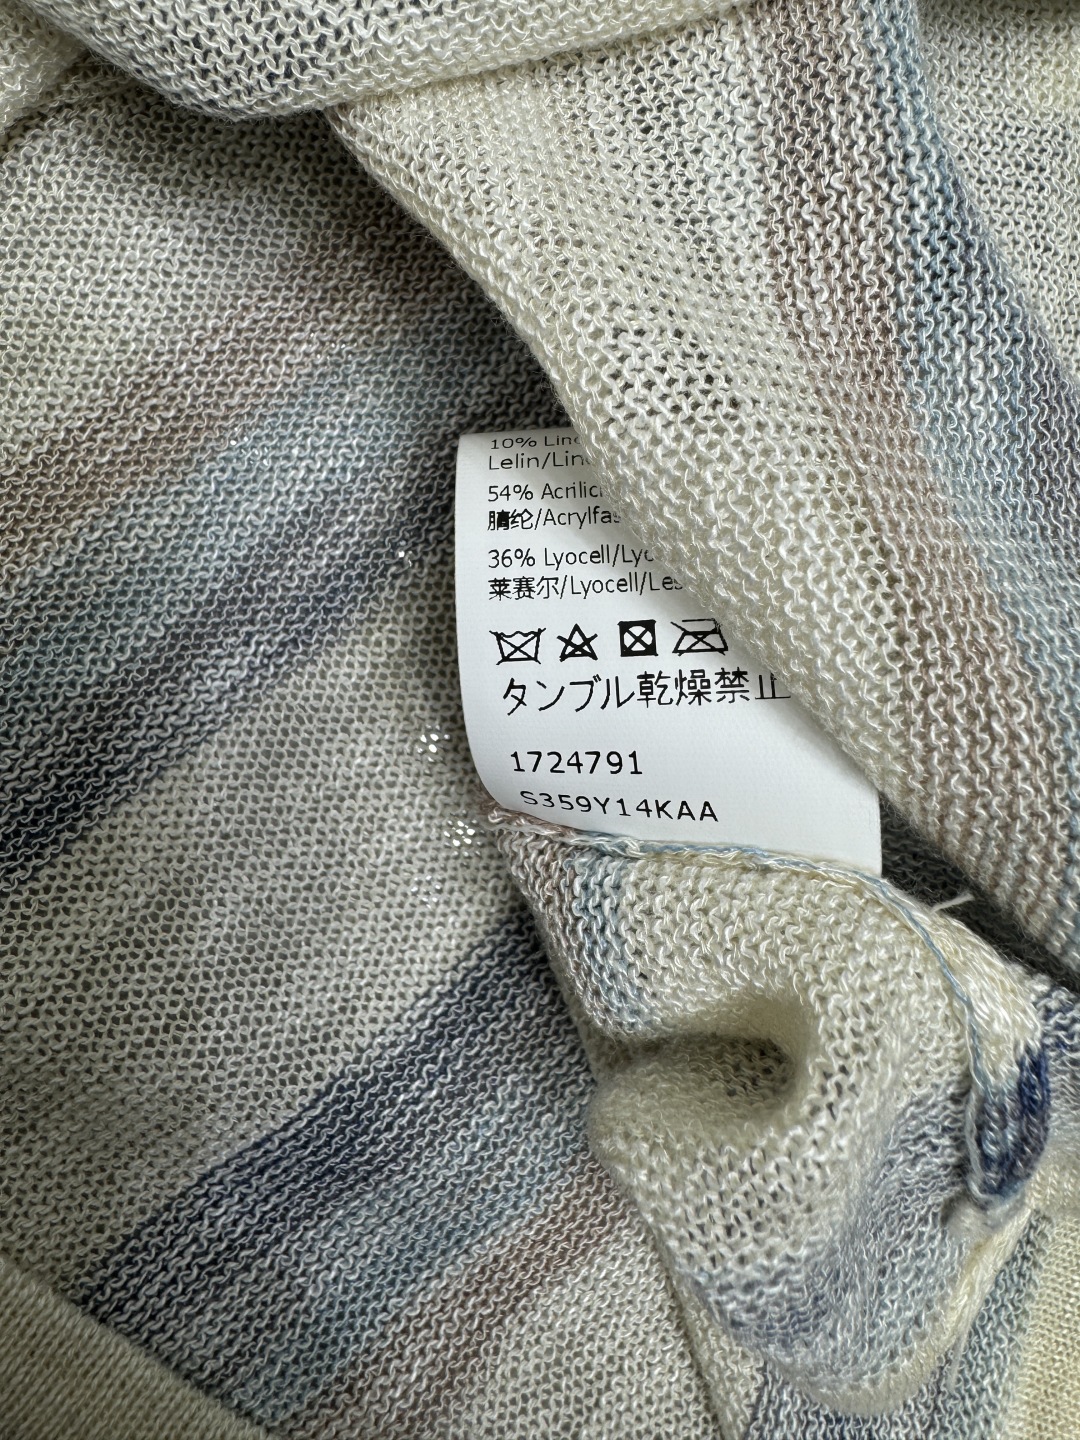 10% Lino
Lelin/Lin
54% Acrilic
腈纶/Acrylfas
36% Lyocell/Lyc
莱赛尔/Lyocell/Les
タンブル乾燥禁止
1724791
S359Y14KAA